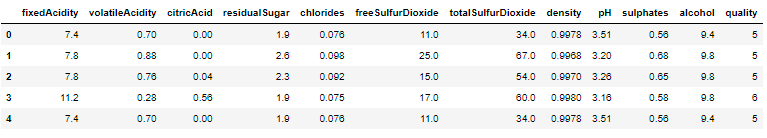 fixedAcidity volatileAcidity citricAcid residualSugar chlorides freeSulfurDioxide totalSulfurDioxide density pH sulphates alcohol quality
0 7.4 0.70 0.00 1.9 0.076 11.0 34.0 0.9978 3.51 0.56 9.4 5
1 7.8 0.88 0.00 2.6 0.098 25.0 67.0 0.9968 3.20 0.68 9.8 5
2 7.8 0.76 0.04 2.3 0.092 15.0 54.0 0.9970 3.26 0.65 9.8 5
3 11.2 0.28 0.56 1.9 0.075 17.0 60.0 0.9980 3.16 0.58 9.8 6
4 7.4 0.70 0.00 1.9 0.076 11.0 34.0 0.9978 3.51 0.56 9.4 5